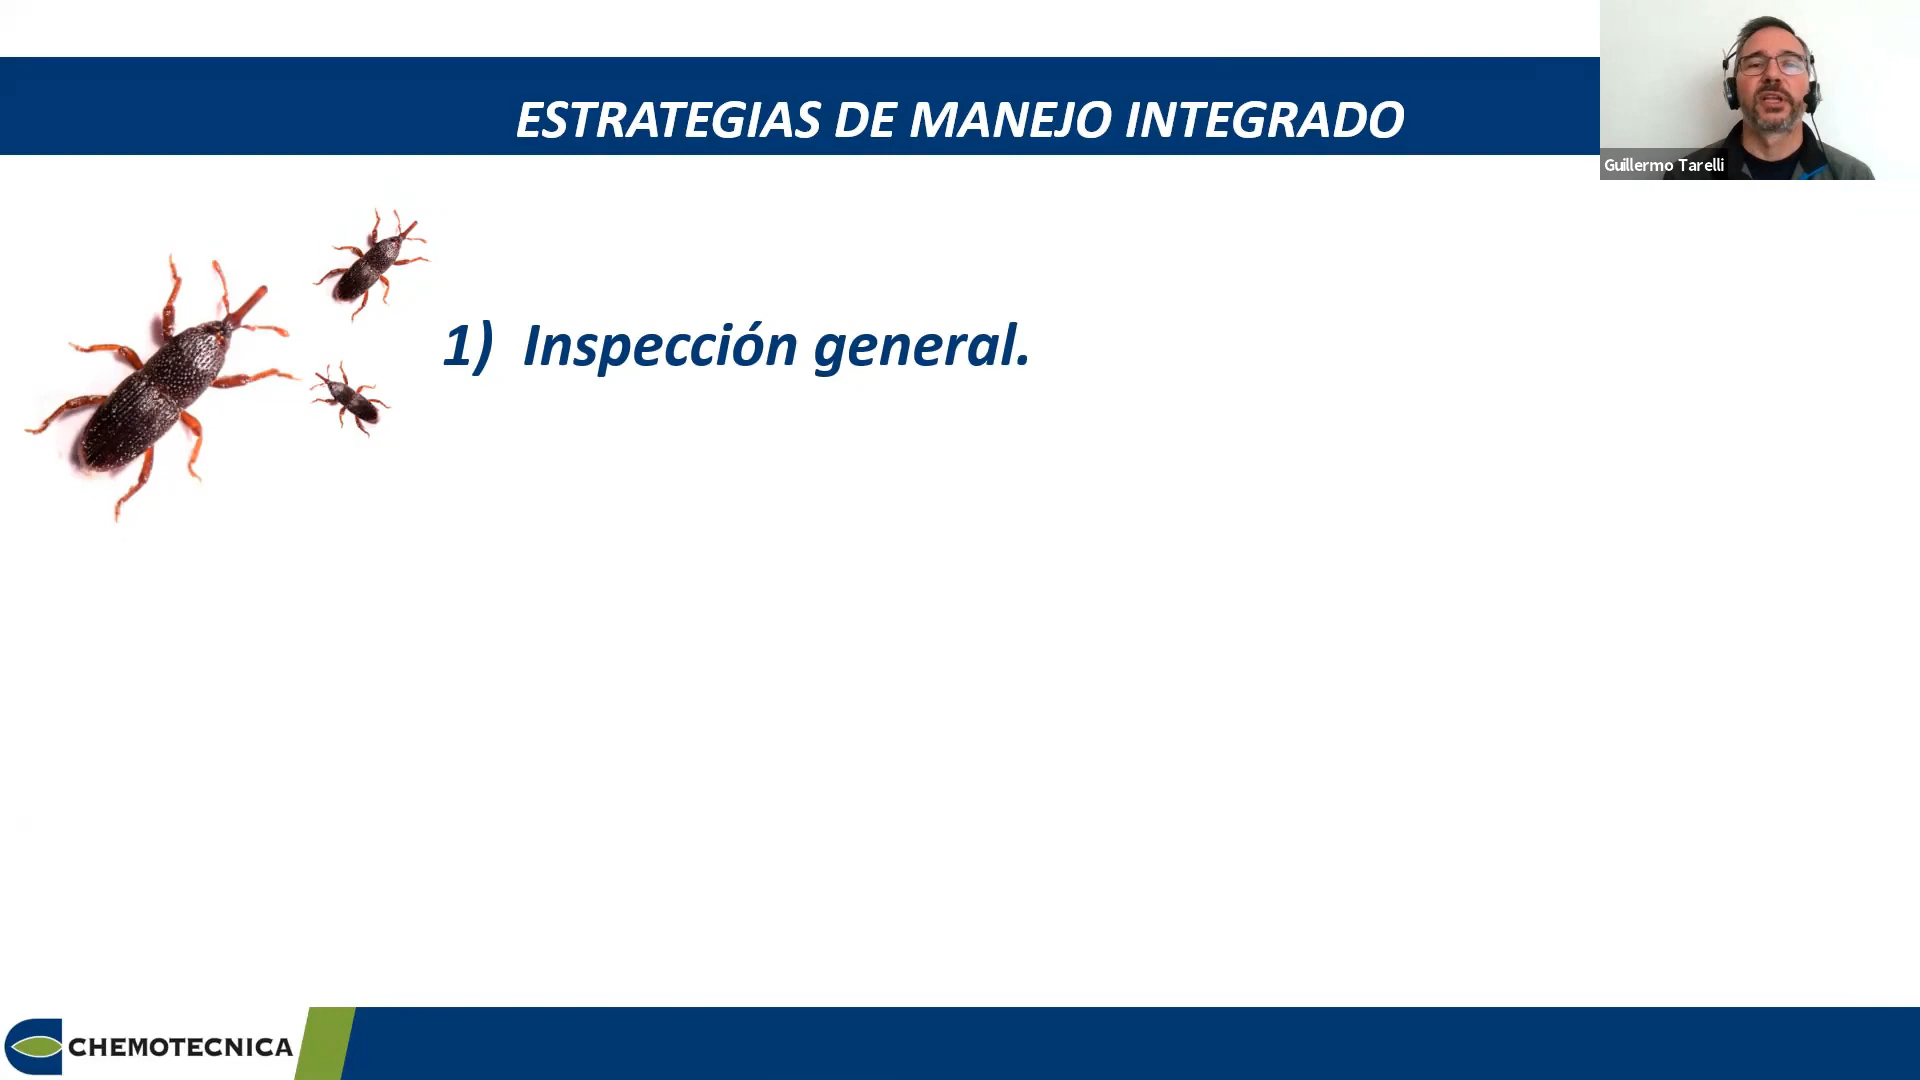 ESTRATEGIAS DE MANEJO INTEGRADO
Guillermo Tarelli
1) Inspección general.
CHEMOTECNICA